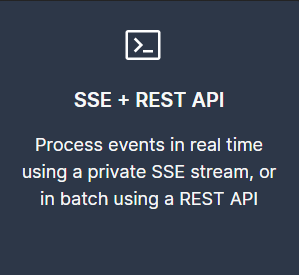 SSE + REST API
Process events in real time
using a private SSE stream, or
in batch using a REST API